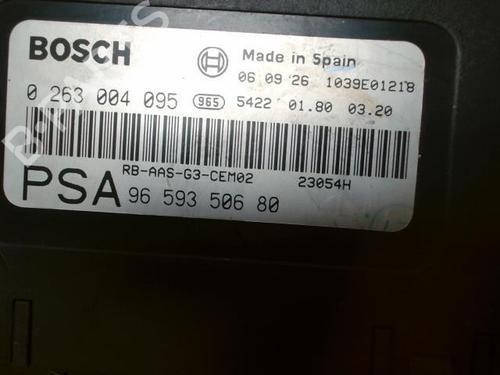 BOSCH
Made in Spain
06 09 26 1039E01218
0 263 004 095 965 5422 01.80 03.20
RB-AAS-G3-CEM02 23054H
PSA 96 593 506 80